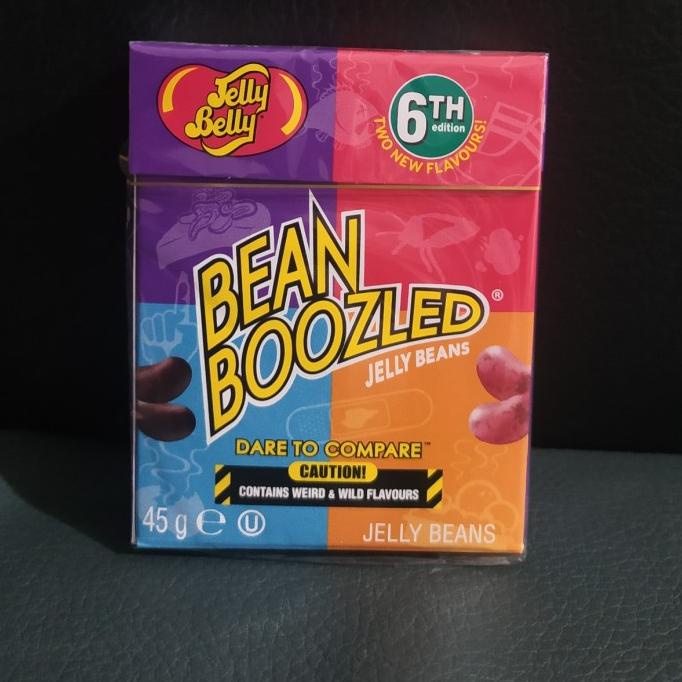 Jelly
Belly
6TH
edition
TWO NEW FLAVOURS!
BEAN
BOOZLED®
JELLY BEANS
DARE TO COMPARE™
CAUTION!
CONTAINS WEIRD & WILD FLAVOURS
45 g ℮ U
JELLY BEANS